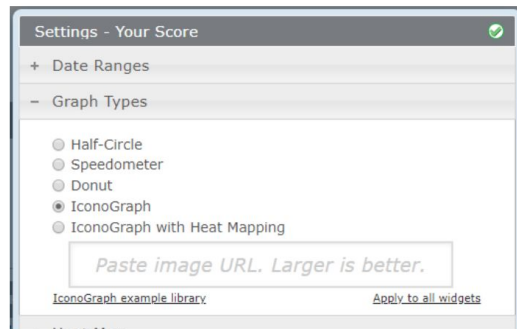 Settings - Your Score
+ Date Ranges
- Graph Types
Half-Circle
Speedometer
Donut
IconoGraph
IconoGraph with Heat Mapping
Paste image URL. Larger is better.
IconoGraph example library Apply to all widgets